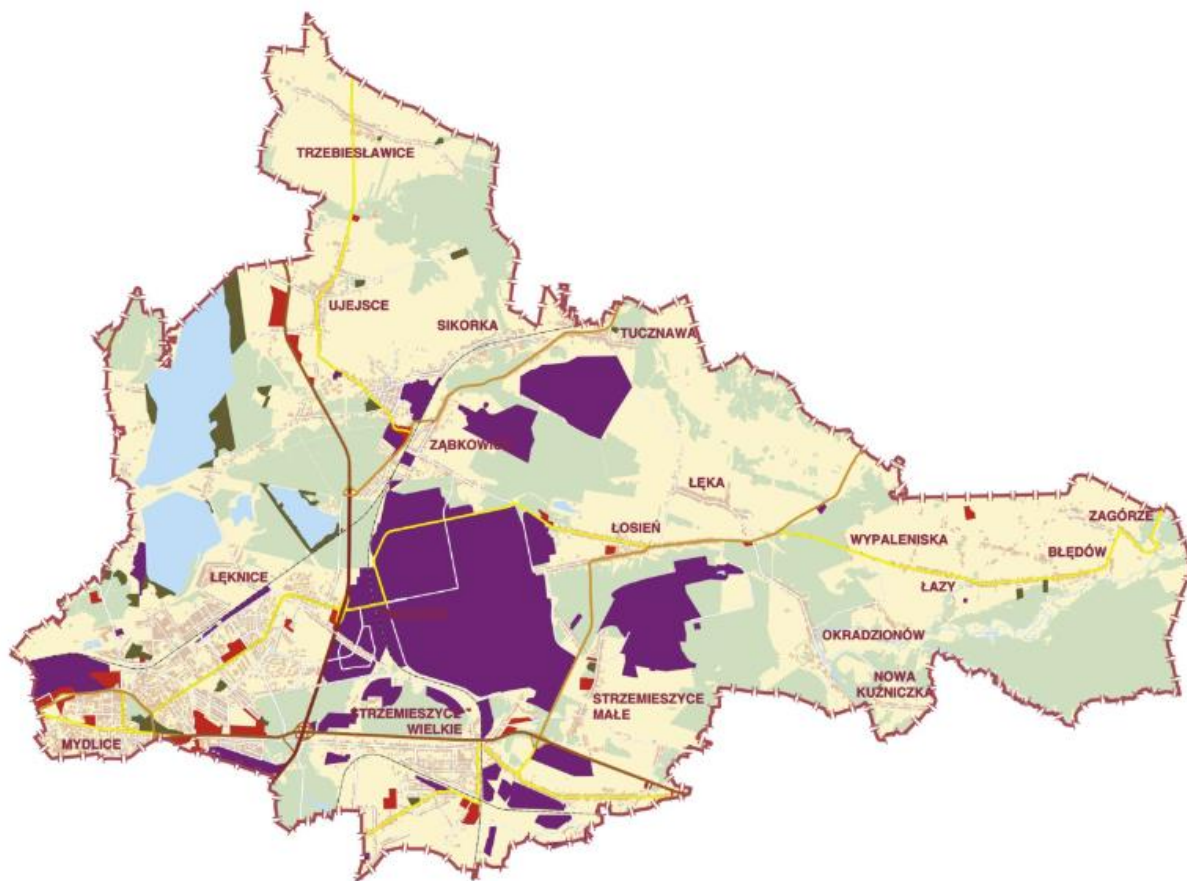 TRZEBIESŁAWICE
UJEJSCE
SIKORKA
TUCZNAWA
ZĄBKOWIC
ŁĘKA
ŁOSIEŃ
ZAGÓRZE
WYPALENISKA
BŁĘDÓW
ŁĘKNICE
ŁAZY
OKRADZIONÓW
NOWA
KUŹNICZKA
STRZEMIESZYCE
MAŁE
STRZEMIESZYCE
WIELKIE
MYDLICE